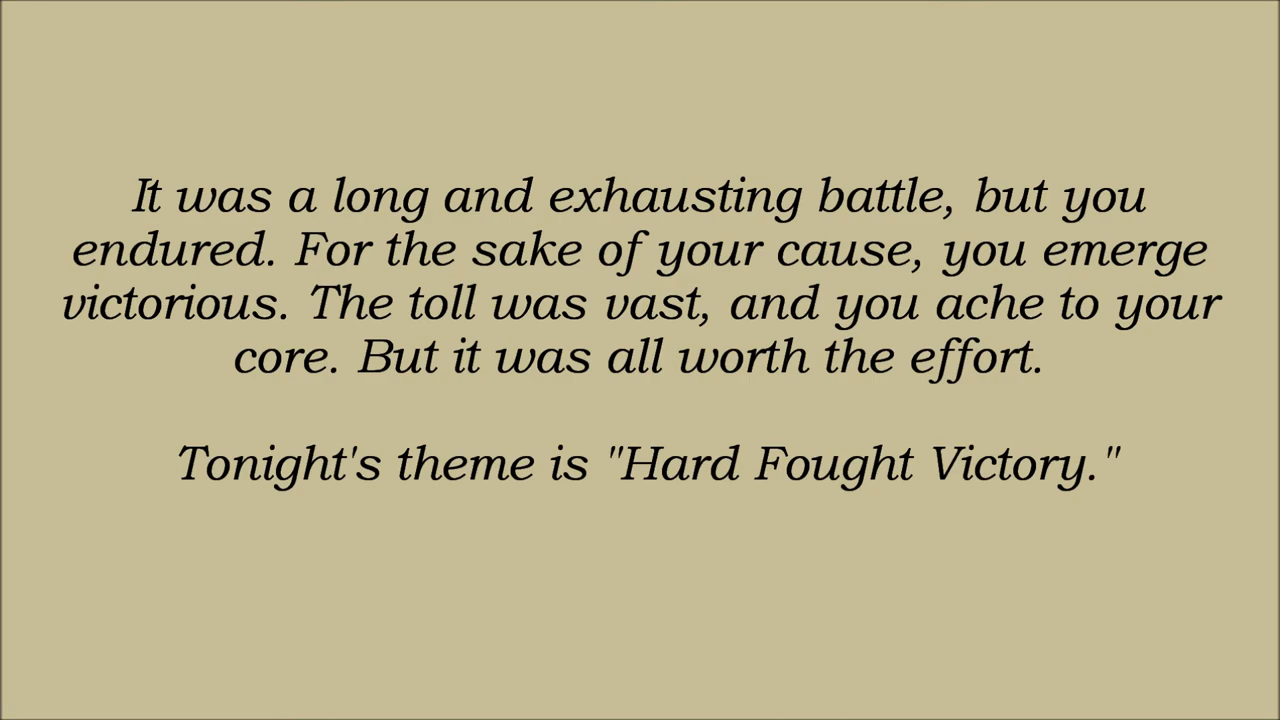 It was a long and exhausting battle, but you
endured. For the sake of your cause, you emerge
victorious. The toll was vast, and you ache to your
core. But it was all worth the effort.
Tonight's theme is "Hard Fought Victory."